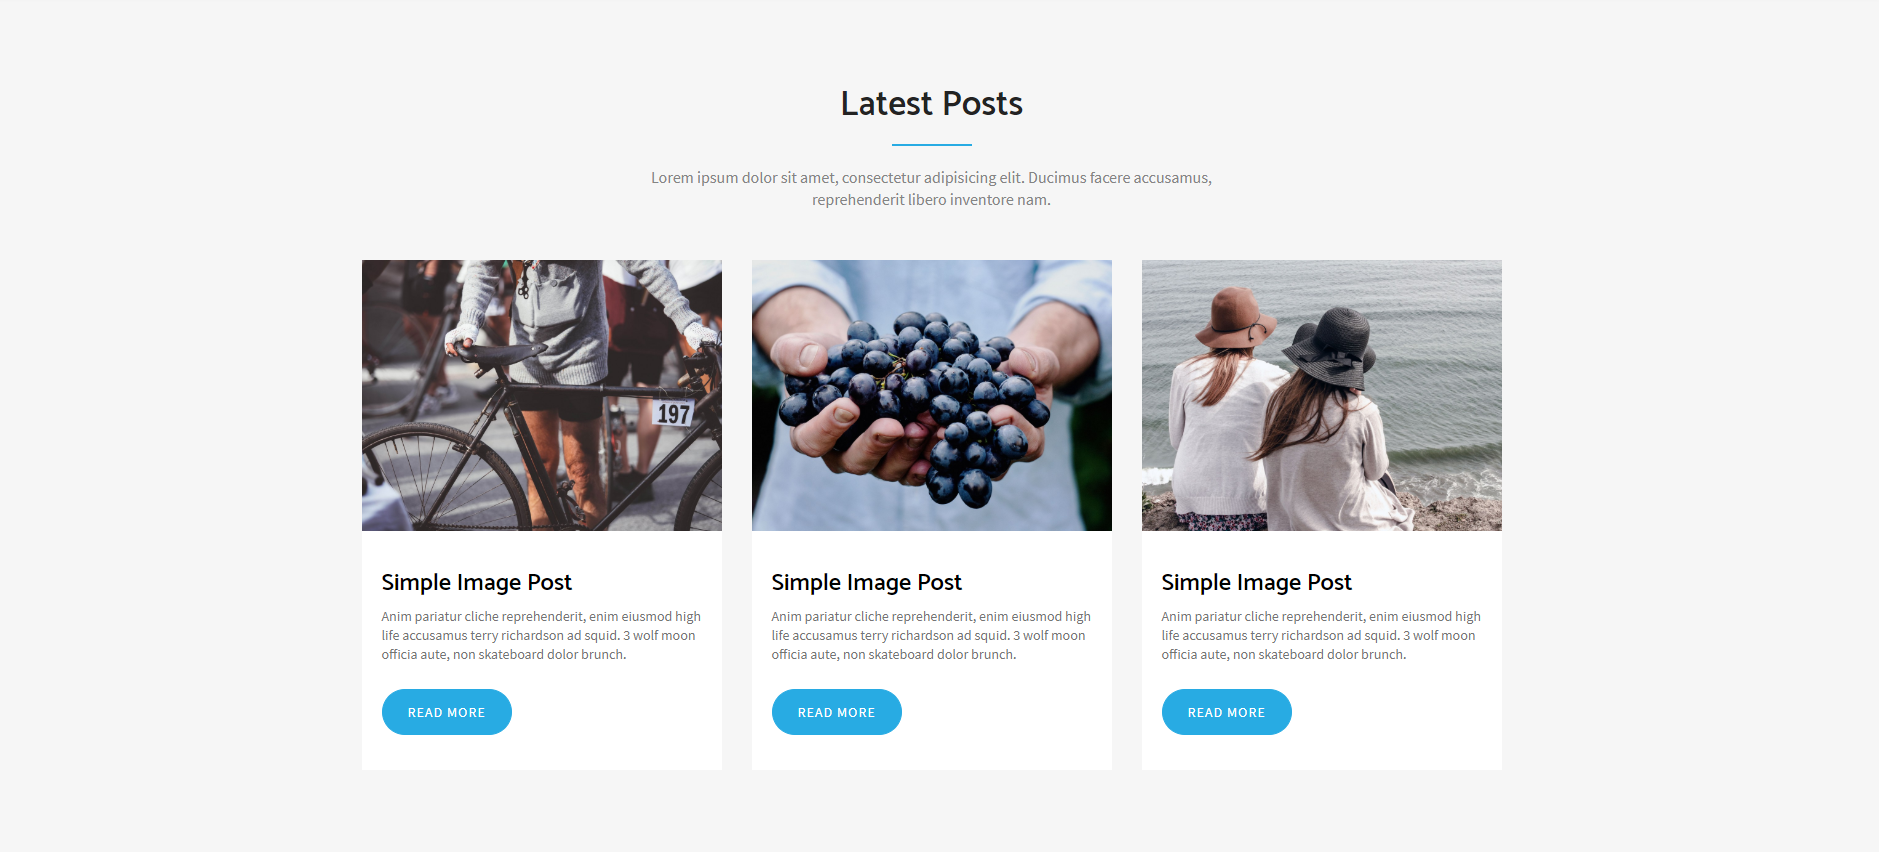 Latest Posts
Lorem ipsum dolor sit amet, consectetur adipisicing elit. Ducimus facere accusamus,
reprehenderit libero inventore nam.
197
Simple Image Post
Anim pariatur cliche reprehenderit, enim eiusmod high
life accusamus terry richardson ad squid. 3 wolf moon
officia aute, non skateboard dolor brunch.
READ MORE
Simple Image Post
Anim pariatur cliche reprehenderit, enim eiusmod high
life accusamus terry richardson ad squid. 3 wolf moon
officia aute, non skateboard dolor brunch.
READ MORE
Simple Image Post
Anim pariatur cliche reprehenderit, enim eiusmod high
life accusamus terry richardson ad squid. 3 wolf moon
officia aute, non skateboard dolor brunch.
READ MORE